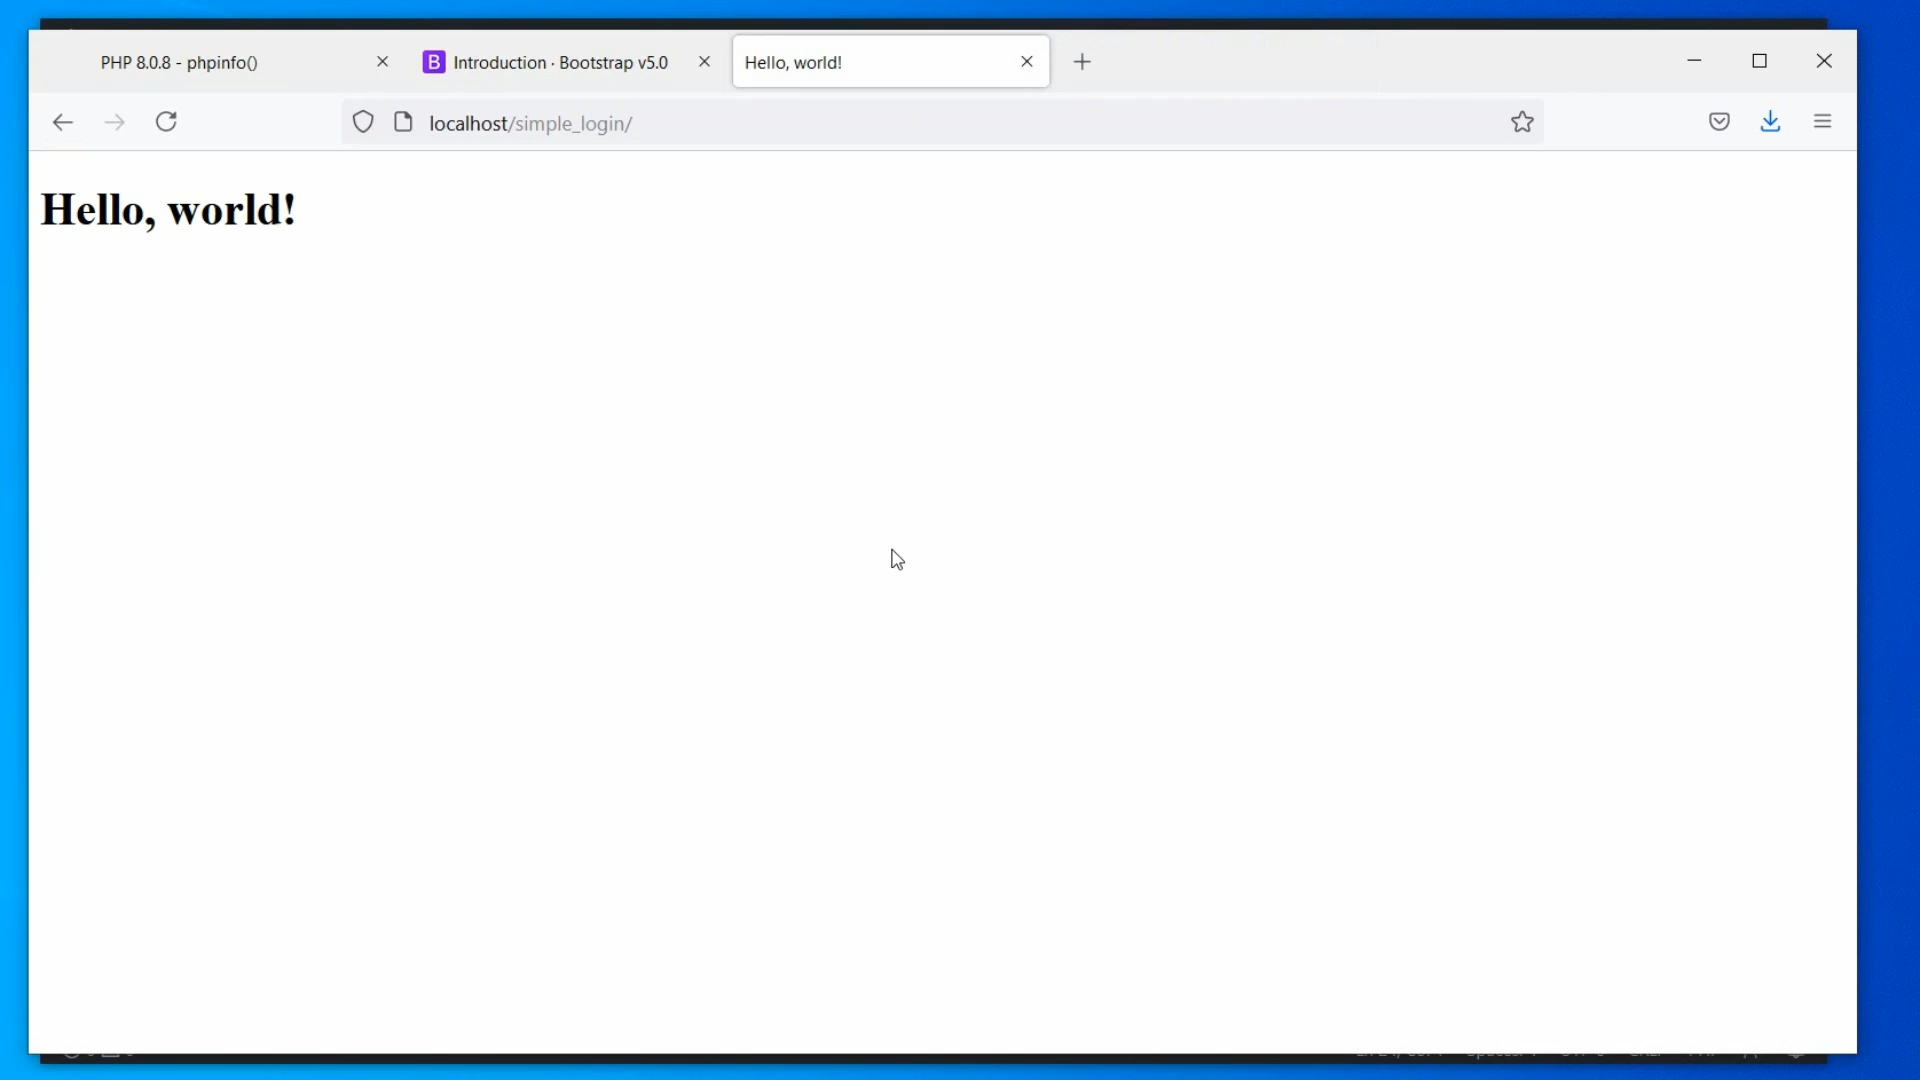 PHP 8.0.8 - phpinfo()
B Introduction · Bootstrap v5.0
Hello, world!
localhost/simple_login/
Hello, world!